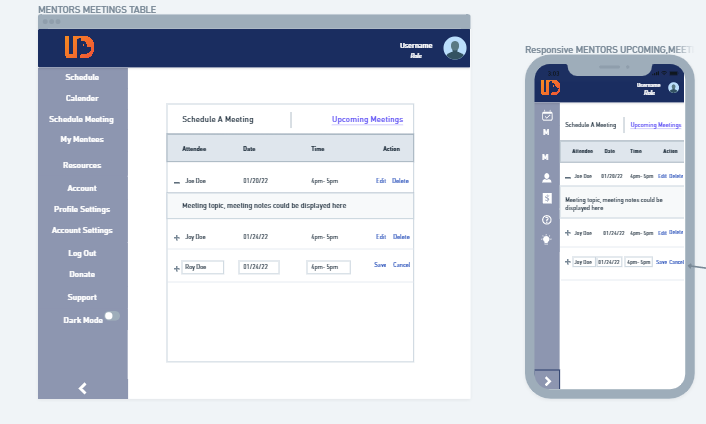 MENTORS MEETINGS TABLE
Username
Role
Schedule
Calender
Schedule Meeting
My Mentees
Resources
Account
Profile Settings
Account Settings
Log Out
Donate
Support
Dark Mode
Schedule A Meeting Upcoming Meetings
Attendee Date Time Action
Joe Doe 01/20/22 4pm- 5pm Edit Delete
Meeting topic, meeting notes could be displayed here
Joy Doe 01/24/22 4pm- 5pm Edit Delete
Roy Doe 01/24/22 4pm- 5pm Save Cancel
Responsive MENTORS UPCOMING,MEET
Username
Role
M
M
Schedule A Meeting Upcoming Meetings
Attendee Date Time Action
Joe Doe 01/20/22 4pm- 5pm Edit Delete
Meeting topic, meeting notes could be
displayed here
Joy Doe 01/24/22 4pm- 5pm Edit Delete
Joy Doe 01/24/22 4pm- 5pm Save Cancel